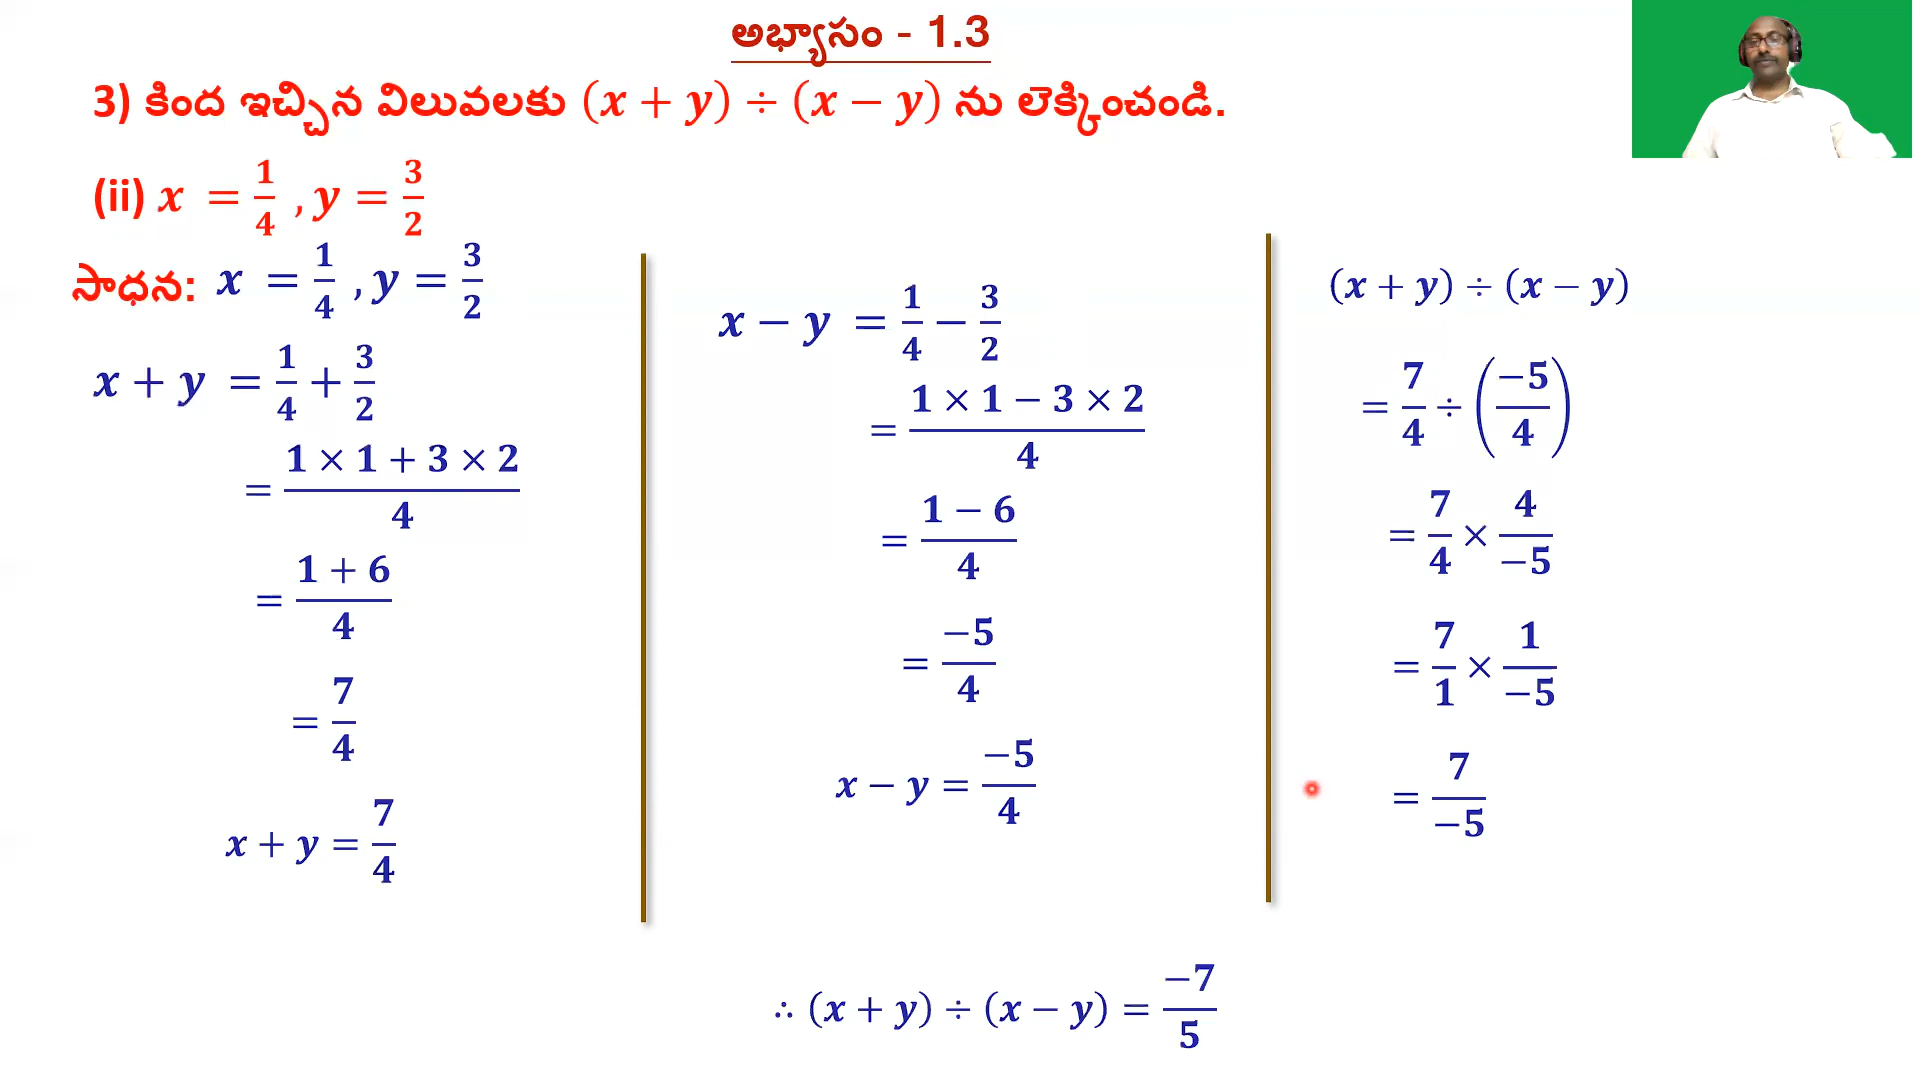 అభ్యాసం - 1.3
3) కింద ఇచ్చిన విలువలకు (x + y) ÷ (x − y) ను లెక్కించండి.
(ii) x = 1/4 , y = 3/2
సాధన: x = 1/4 , y = 3/2
x + y = 1/4 + 3/2
= (1 × 1 + 3 × 2)/4
= (1 + 6)/4
= 7/4
x + y = 7/4
x − y = 1/4 − 3/2
= (1 × 1 − 3 × 2)/4
= (1 − 6)/4
= −5/4
x − y = −5/4
(x + y) ÷ (x − y)
= 7/4 ÷ (−5/4)
= 7/4 × 4/−5
= 7/1 × 1/−5
= 7/−5
∴ (x + y) ÷ (x − y) = −7/5